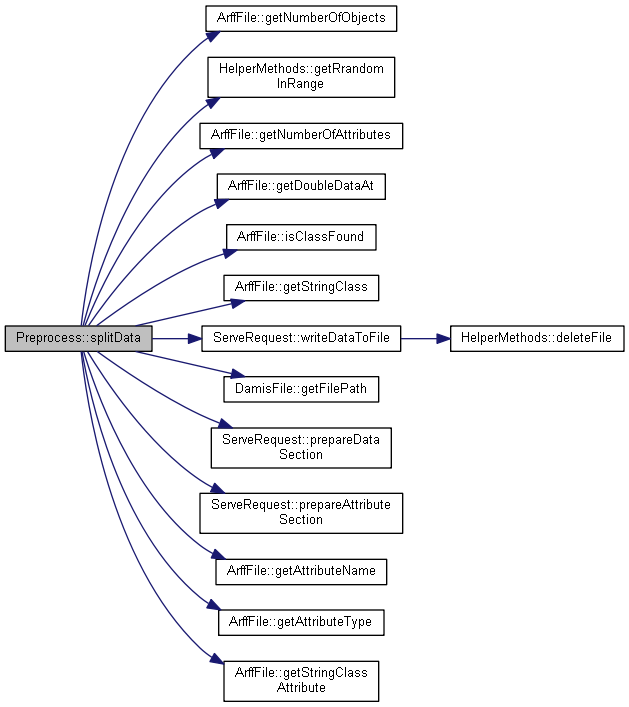 ArffFile::getNumberOfObjects
HelperMethods::getRrandom
InRange
ArffFile::getNumberOfAttributes
ArffFile::getDoubleDataAt
ArffFile::isClassFound
ArffFile::getStringClass
Preprocess::splitData
ServeRequest::writeDataToFile
HelperMethods::deleteFile
DamisFile::getFilePath
ServeRequest::prepareData
Section
ServeRequest::prepareAttribute
Section
ArffFile::getAttributeName
ArffFile::getAttributeType
ArffFile::getStringClass
Attribute